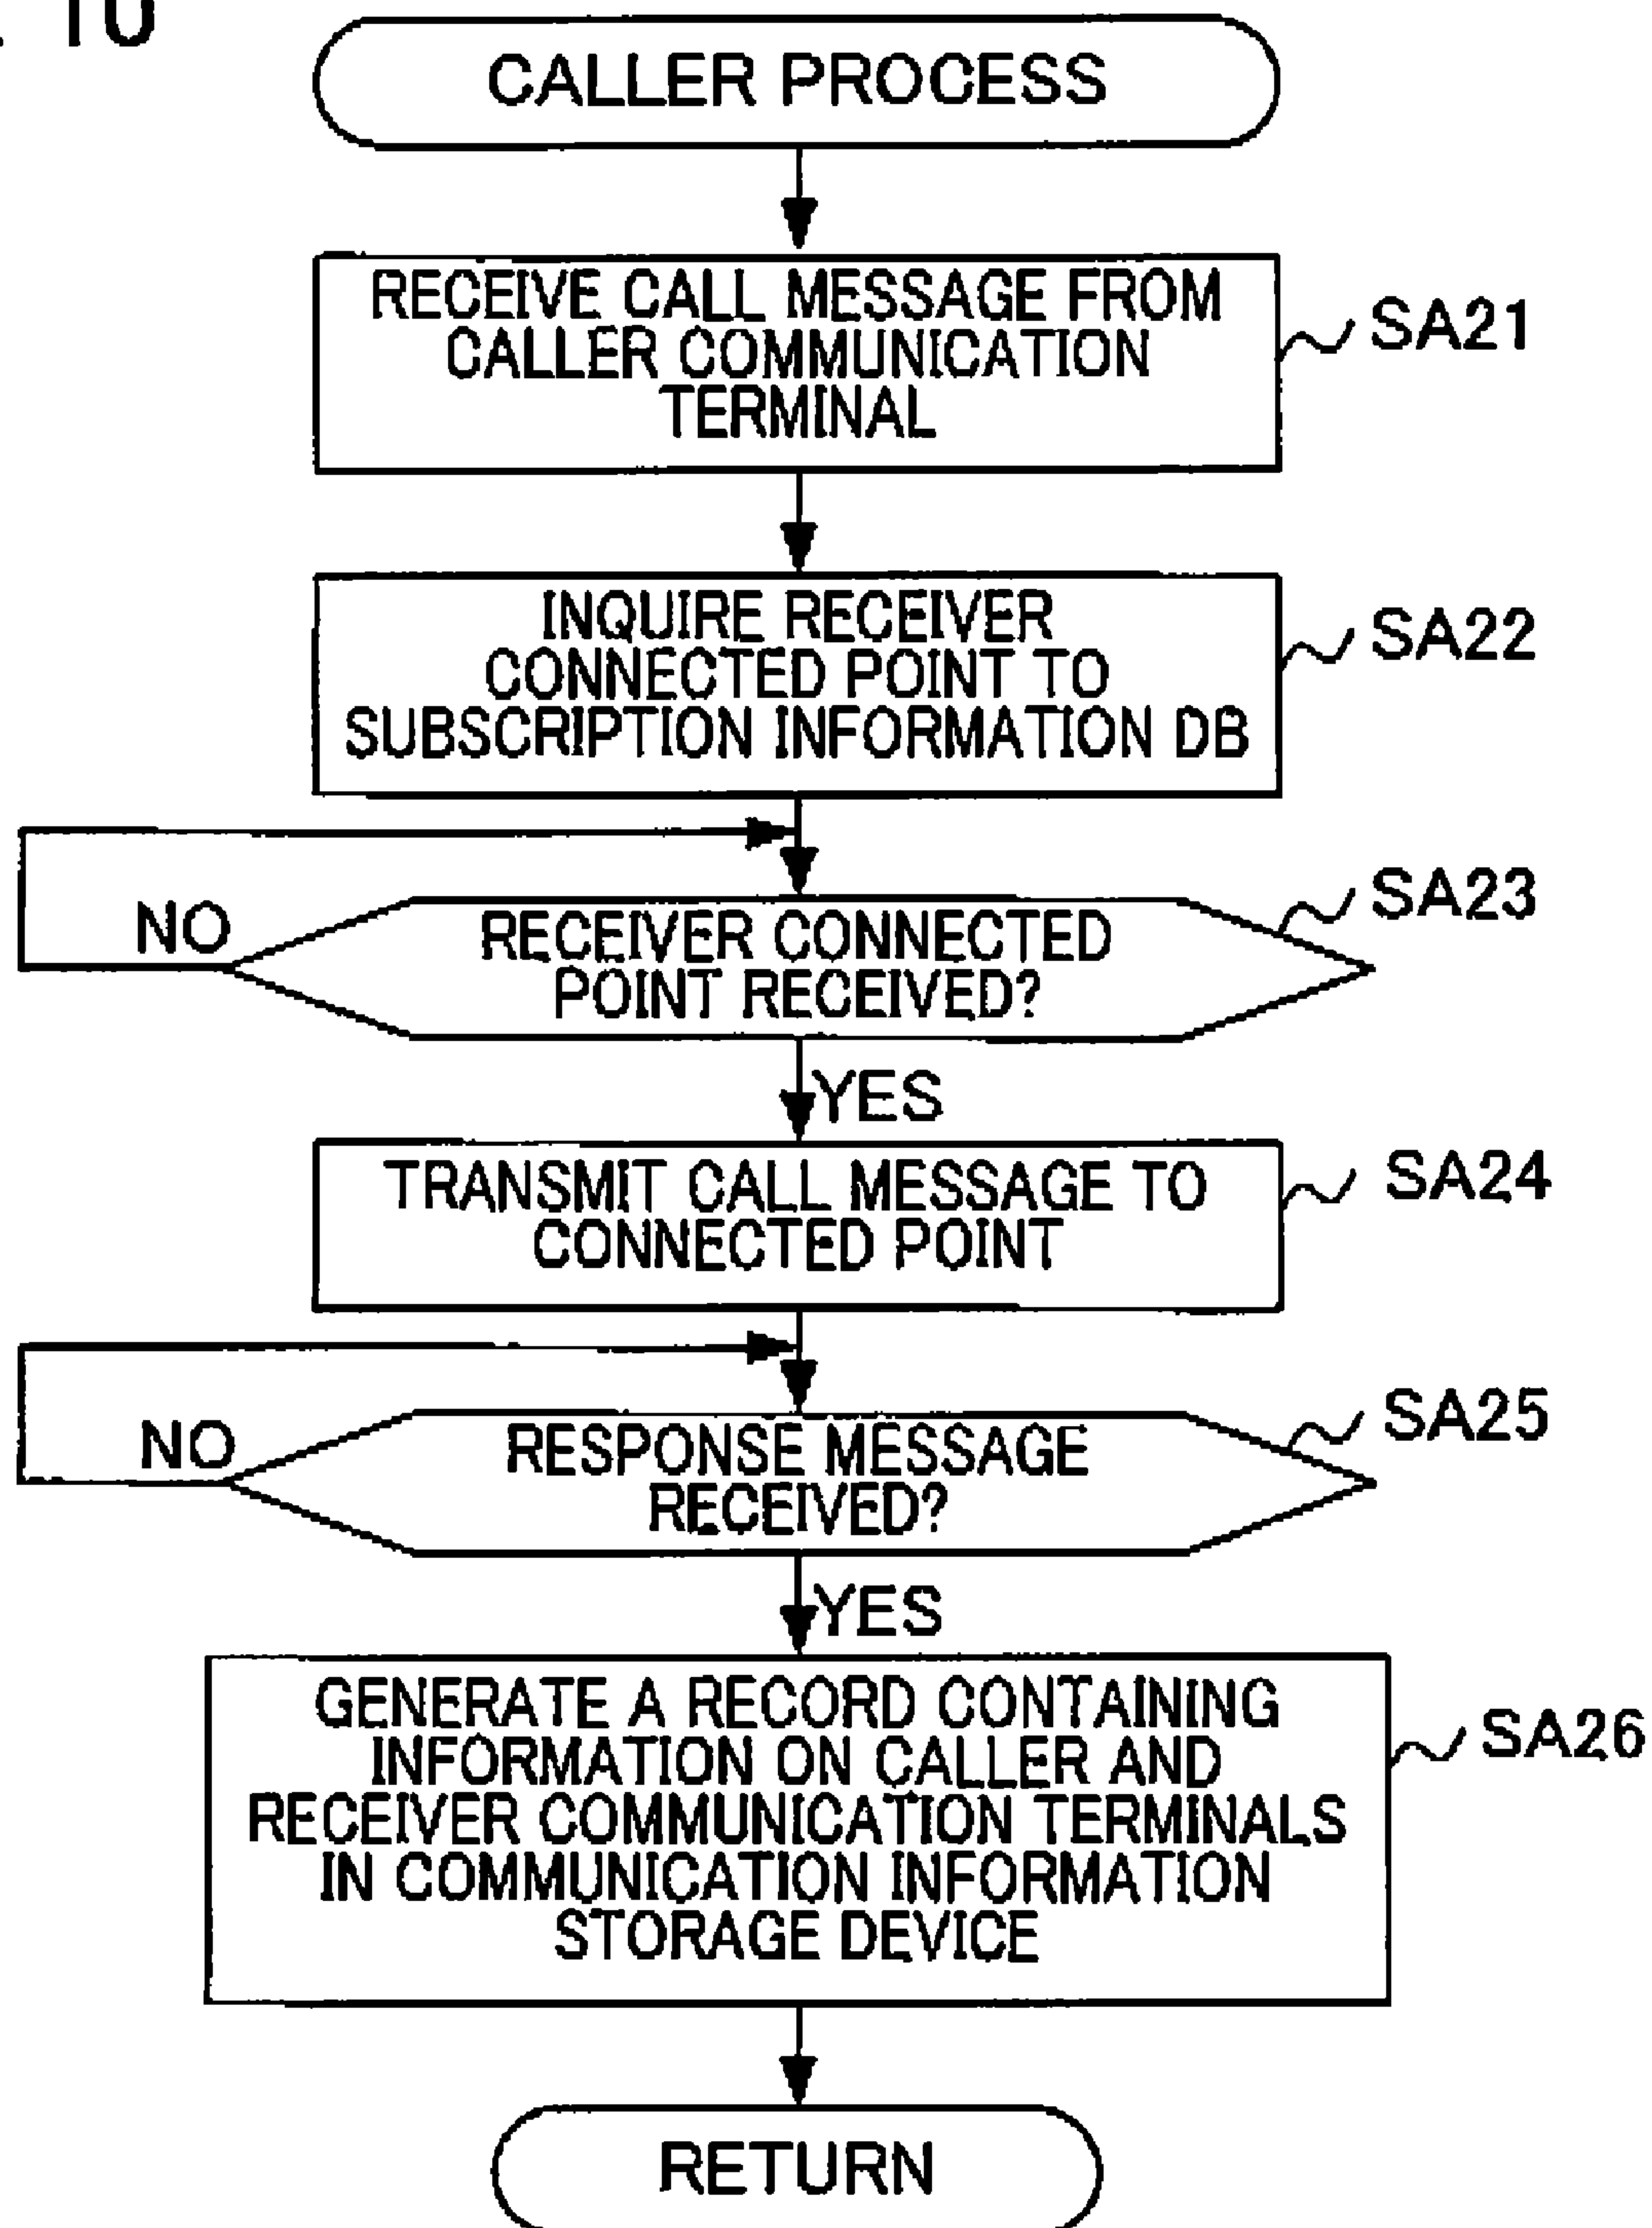 10
CALLER PROCESS
RECEIVE CALL MESSAGE FROM
CALLER COMMUNICATION
TERMINAL
SA21
INQUIRE RECEIVER
CONNECTED POINT TO
SUBSCRIPTION INFORMATION DB
SA22
NO
RECEIVER CONNECTED
POINT RECEIVED?
SA23
YES
TRANSMIT CALL MESSAGE TO
CONNECTED POINT
SA24
NO
RESPONSE MESSAGE
RECEIVED?
SA25
YES
GENERATE A RECORD CONTAINING
INFORMATION ON CALLER AND
RECEIVER COMMUNICATION TERMINALS
IN COMMUNICATION INFORMATION
STORAGE DEVICE
SA26
RETURN